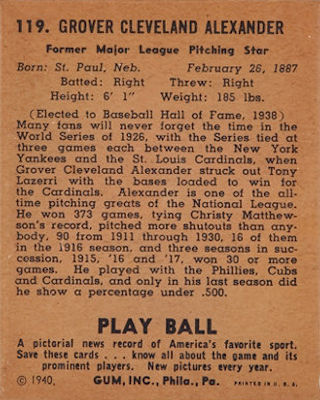 119. GROVER CLEVELAND ALEXANDER
Former Major League Pitching Star
Born: St. Paul, Neb. February 26, 1887
Batted: Right Threw: Right
Height: 6' 1" Weight: 185 lbs.
(Elected to Baseball Hall of Fame, 1938)
Many fans will never forget the time in the
World Series of 1926, with the Series tied at
three games each between the New York
Yankees and the St. Louis Cardinals, when
Grover Cleveland Alexander struck out Tony
Lazerri with the bases loaded to win for
the Cardinals. Alexander is one of the all-
time pitching greats of the National League.
He won 373 games, tying Christy Matthew-
son's record, pitched more shutouts than any-
body, 90 from 1911 through 1930, 16 of them
in the 1916 season, and three seasons in suc-
cession, 1915, '16 and '17, won 30 or more
games. He played with the Phillies, Cubs
and Cardinals, and only in his last season did
he show a percentage under .500.
PLAY BALL
A pictorial news record of America's favorite sport.
Save these cards . . . know all about the game and its
prominent players. New pictures every year.
© 1940, GUM, INC., Phila., Pa. PRINTED IN U. S. A.